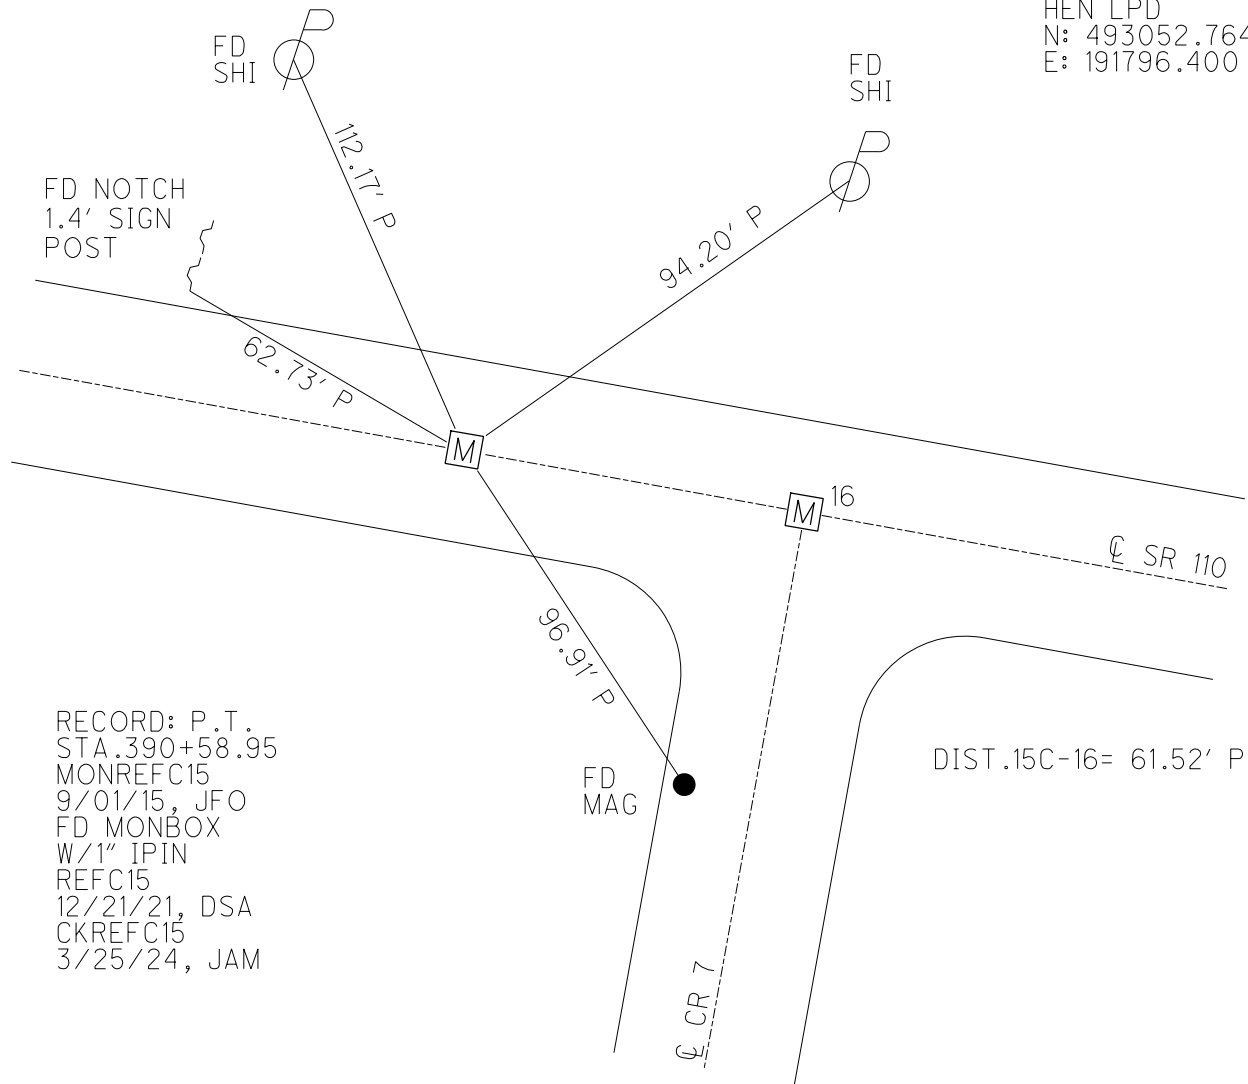 HEN LPD
N: 493052.764
E: 191796.400
FD
SHI
FD
SHI
112.17' P
FD NOTCH
1.4' SIGN
POST
94.20' P
62.73' P
M
M
16
℄ SR 110
96.91' P
RECORD: P.T.
STA.390+58.95
MONREFC15
9/01/15, JFO
FD MONBOX
W/1" IPIN
REFC15
12/21/21, DSA
CKREFC15
3/25/24, JAM
FD
MAG
DIST.15C-16= 61.52' P
℄ CR 7